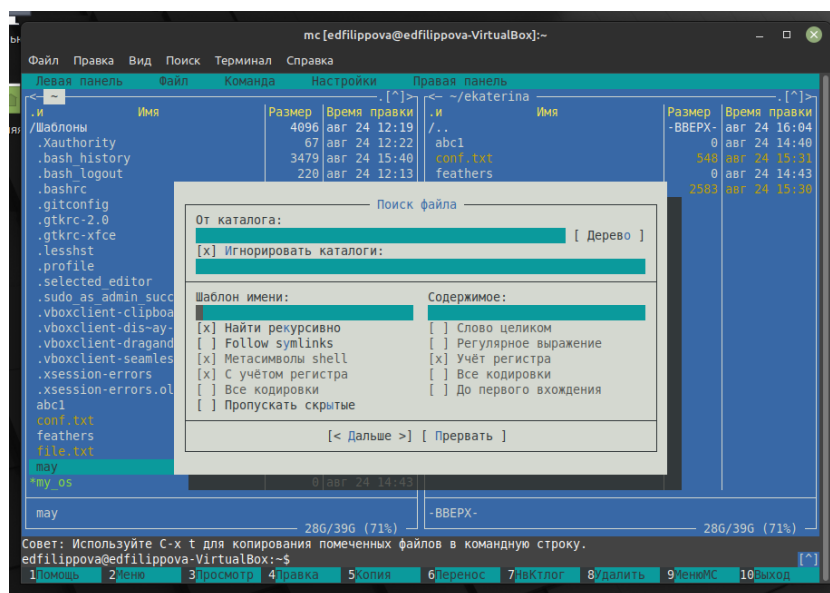 mc [edfilippova@edfilippova-VirtualBox]:~
Файл Правка Вид Поиск Терминал Справка
Левая панель Файл Команда Настройки Правая панель
<— ~ .[^]> <— ~/ekaterina .[^]>
.и Имя Размер Время правки .и Имя Размер Время правки
/Шаблоны 4096 авг 24 12:19 /.. -ВВЕРХ- авг 24 16:04
.Xauthority 67 авг 24 12:22 abc1 0 авг 24 14:40
.bash_history 3479 авг 24 15:40 conf.txt 548 авг 24 15:31
.bash_logout 220 авг 24 12:13 feathers 0 авг 24 14:43
.bashrc 2583 авг 24 15:30
.gitconfig Поиск файла
.gtkrc-2.0 От каталога:
.gtkrc-xfce [ Дерево ]
.lesshst [x] Игнорировать каталоги:
.profile
.selected_editor
.sudo_as_admin_succ Шаблон имени: Содержимое:
.vboxclient-clipboa
.vboxclient-dis~ay- [x] Найти рекурсивно [ ] Слово целиком
.vboxclient-dragand [ ] Follow symlinks [ ] Регулярное выражение
.vboxclient-seamles [x] Метасимволы shell [x] Учёт регистра
.xsession-errors [x] С учётом регистра [ ] Все кодировки
.xsession-errors.ol [ ] Все кодировки [ ] До первого вхождения
abc1 [ ] Пропускать скрытые
conf.txt
feathers [< Дальше >] [ Прервать ]
file.txt
may
*my_os 0 авг 24 14:43
may -ВВЕРХ-
28G/39G (71%) 28G/39G (71%)
Совет: Используйте C-x t для копирования помеченных файлов в командную строку.
edfilippova@edfilippova-VirtualBox:~$ [^]
1Помощь 2Меню 3Просмотр 4Правка 5Копия 6Перенос 7НвКтлог 8Удалить 9МенюMC 10Выход